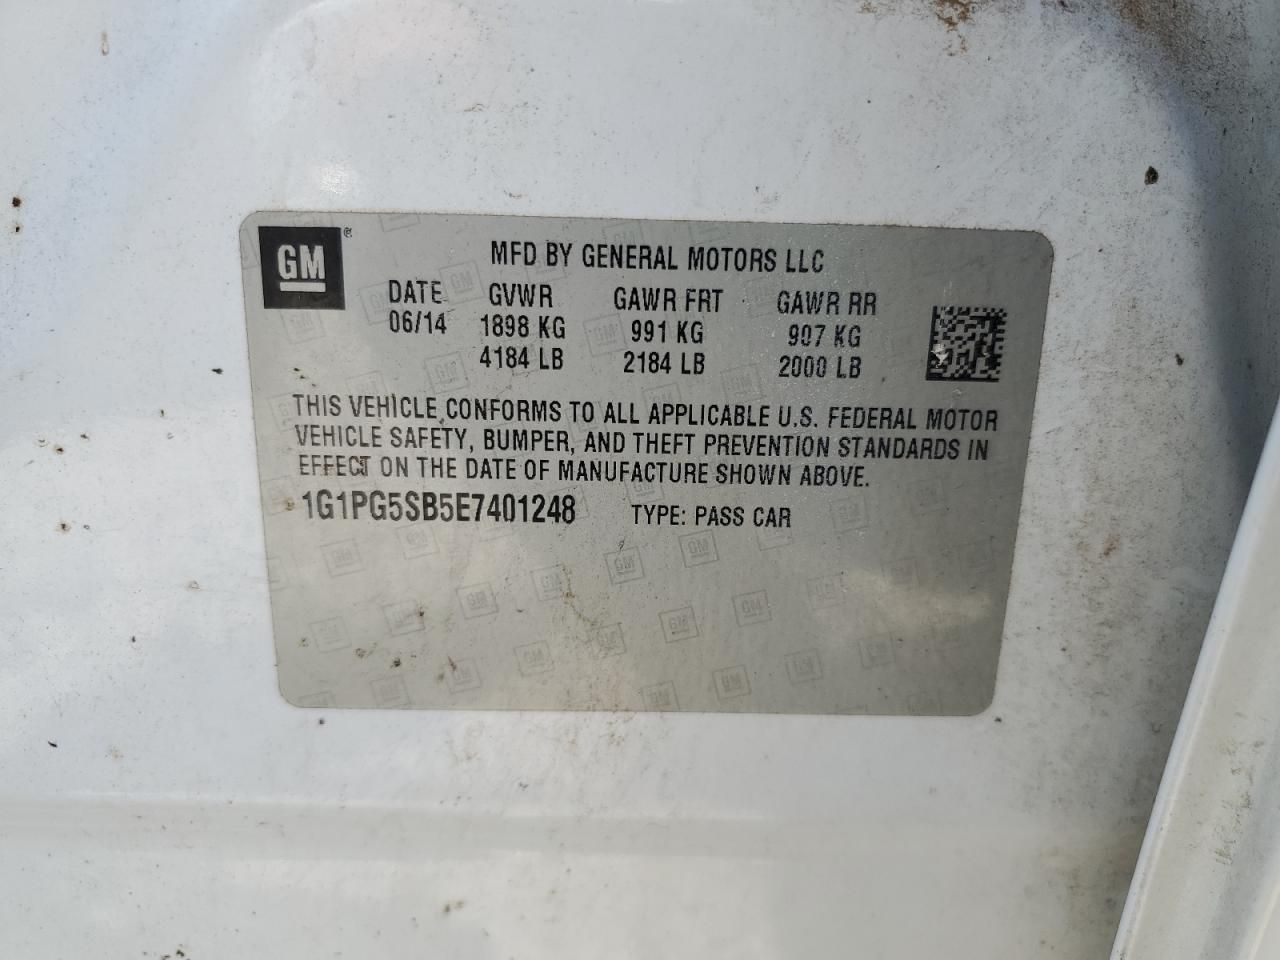 GM ®
MFD BY GENERAL MOTORS LLC
DATE GVWR GAWR FRT GAWR RR
06/14 1898 KG 991 KG 907 KG
4184 LB 2184 LB 2000 LB
THIS VEHICLE CONFORMS TO ALL APPLICABLE U.S. FEDERAL MOTOR
VEHICLE SAFETY, BUMPER, AND THEFT PREVENTION STANDARDS IN
EFFECT ON THE DATE OF MANUFACTURE SHOWN ABOVE.
1G1PG5SB5E7401248 TYPE: PASS CAR